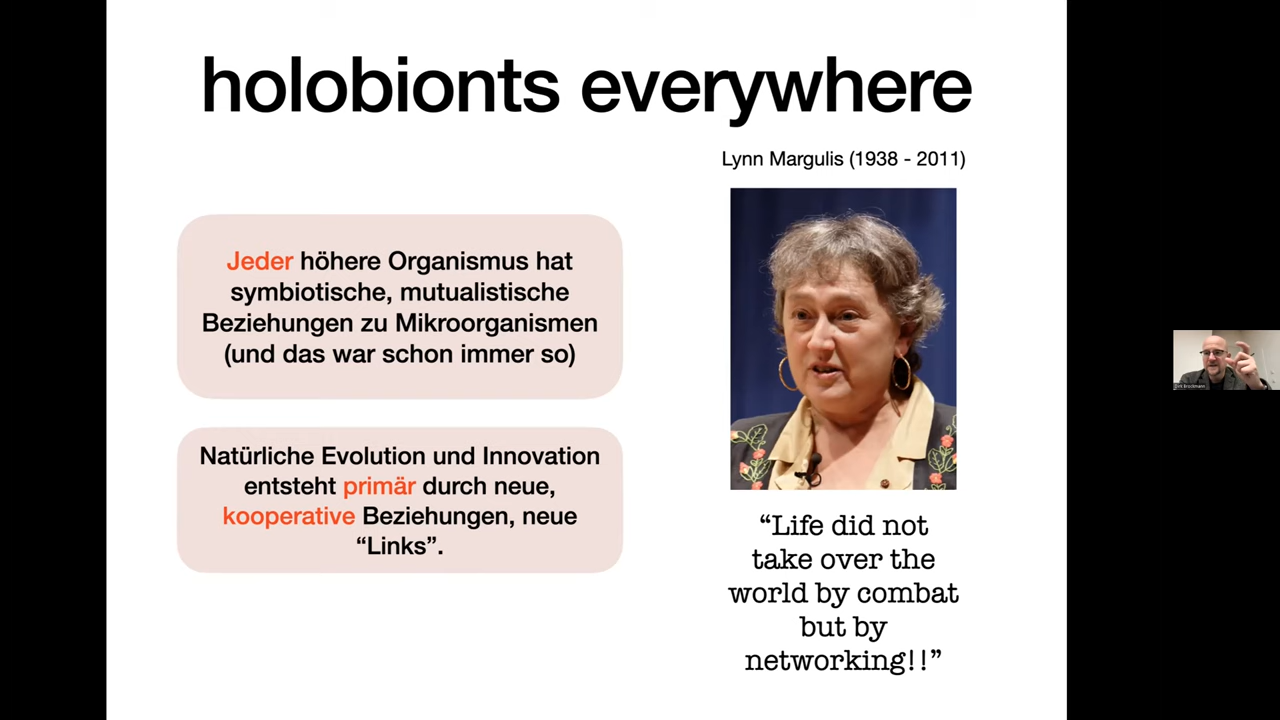 holobionts everywhere
Lynn Margulis (1938 - 2011)
Jeder höhere Organismus hat
symbiotische, mutualistische
Beziehungen zu Mikroorganismen
(und das war schon immer so)
Natürliche Evolution und Innovation
entsteht primär durch neue,
kooperative Beziehungen, neue
“Links”.
“Life did not
take over the
world by combat
but by
networking!!”
Dirk Brockmann